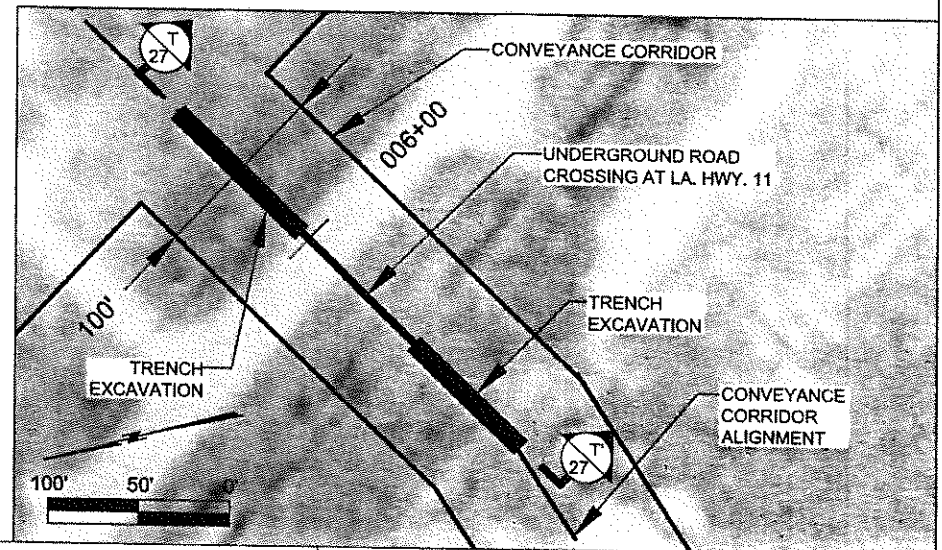 T
27
CONVEYANCE CORRIDOR
006+00
UNDERGROUND ROAD
CROSSING AT LA. HWY. 11
100'
TRENCH
EXCAVATION
TRENCH
EXCAVATION
CONVEYANCE
CORRIDOR
ALIGNMENT
T'
27
100' 50' 0'